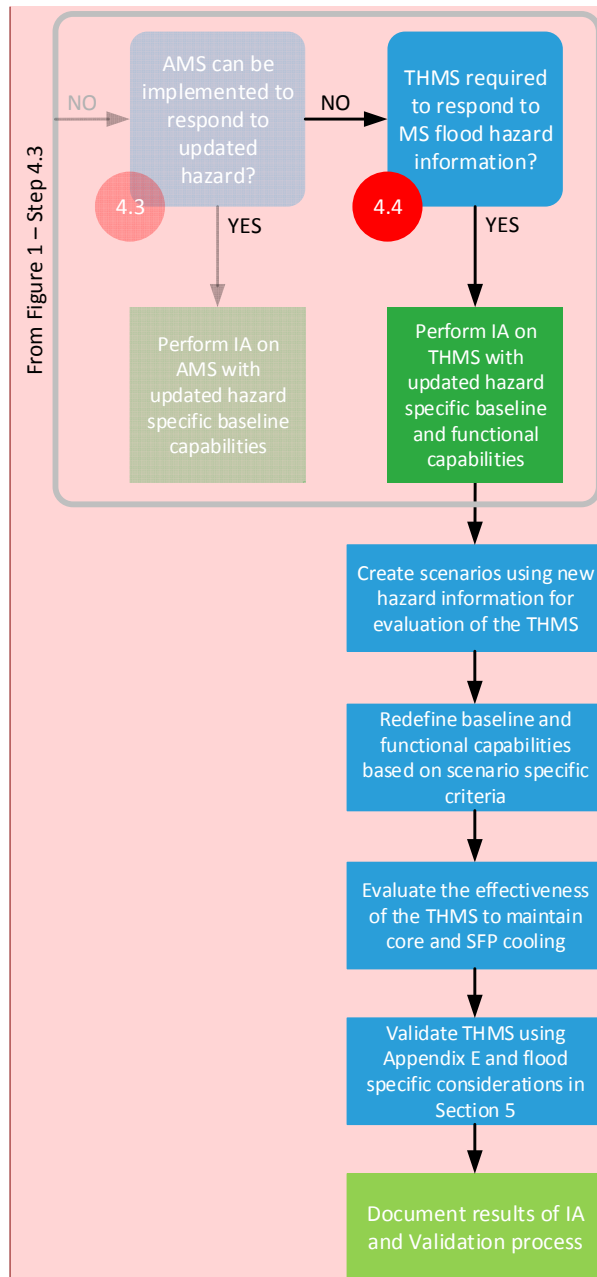 From Figure 1 – Step 4.3
NO
AMS can be
implemented to
respond to
updated
hazard?
4.3
NO
THMS required
to respond to
MS flood hazard
information?
4.4
YES
YES
Perform IA on
AMS with
updated hazard
specific baseline
capabilities
Perform IA on
THMS with
updated hazard
specific baseline
and functional
capabilities
Create scenarios using new
hazard information for
evaluation of the THMS
Redefine baseline and
functional capabilities
based on scenario specific
criteria
Evaluate the effectiveness
of the THMS to maintain
core and SFP cooling
Validate THMS using
Appendix E and flood
specific considerations in
Section 5
Document results of IA
and Validation process